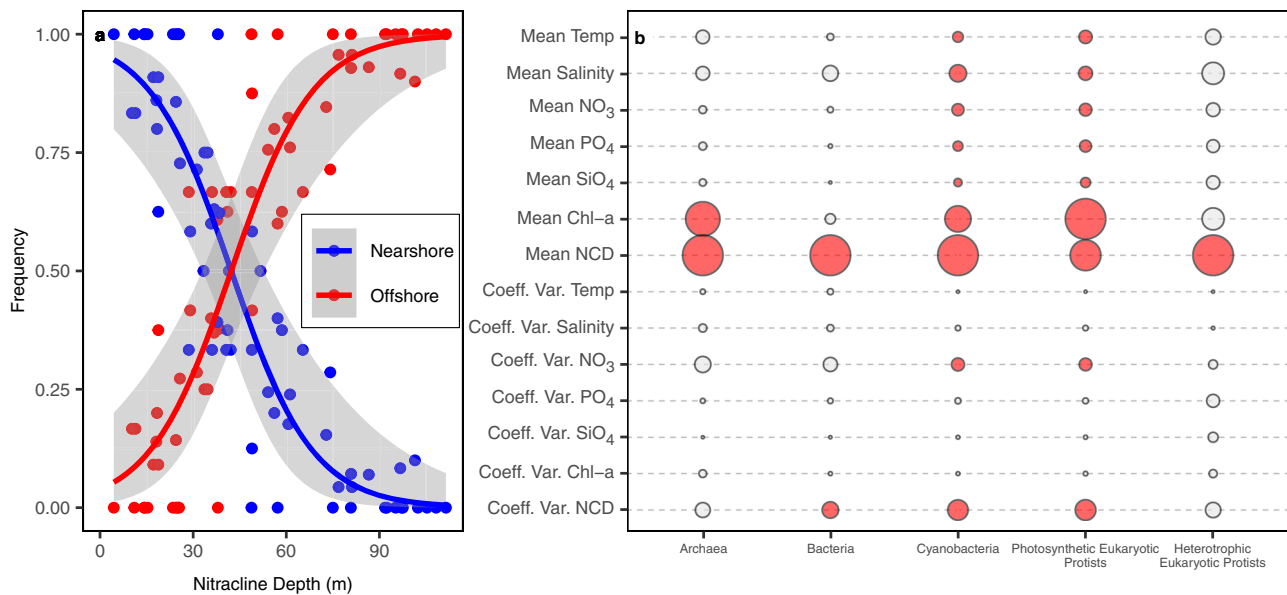 a
1.00
0.75
0.50
0.25
0.00
Frequency
0
30
60
90
Nitracline Depth (m)
Nearshore
Offshore
b
Mean Temp
Mean Salinity
Mean NO3
Mean PO4
Mean SiO4
Mean Chl−a
Mean NCD
Coeff. Var. Temp
Coeff. Var. Salinity
Coeff. Var. NO3
Coeff. Var. PO4
Coeff. Var. SiO4
Coeff. Var. Chl−a
Coeff. Var. NCD
Archaea
Bacteria
Cyanobacteria
Photosynthetic Eukaryotic
Protists
Heterotrophic
Eukaryotic Protists